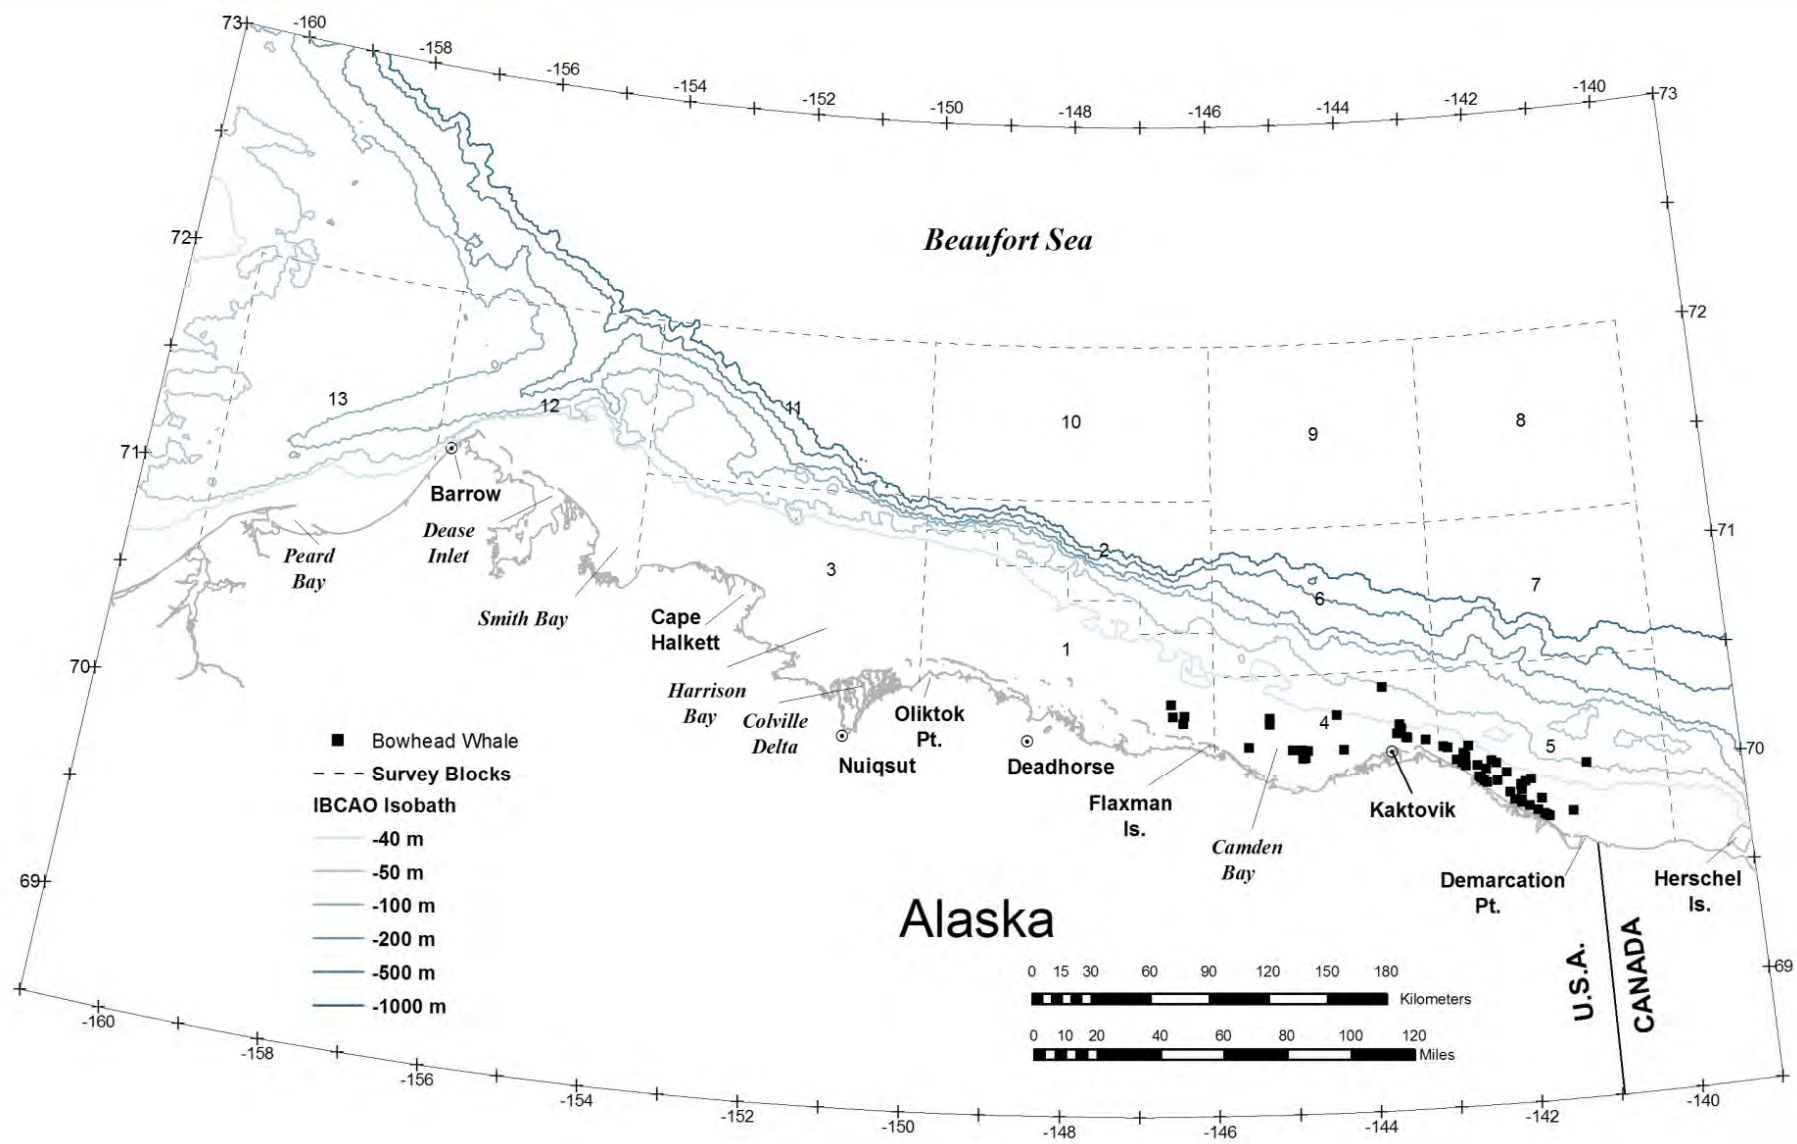 73
-160
-158
-156
-154
-152
-150
-148
-146
-144
-142
-140
73
72
Beaufort Sea
72
13
12
11
10
9
8
71
Barrow
Dease
Inlet
Peard
Bay
Smith Bay
3
2
6
7
71
Cape
Halkett
1
70
Harrison
Bay
Colville
Delta
Oliktok
Pt.
4
5
70
Nuiqsut
Deadhorse
Flaxman
Is.
Kaktovik
Camden
Bay
Demarcation
Pt.
Herschel
Is.
Bowhead Whale
Survey Blocks
IBCAO Isobath
-40 m
-50 m
-100 m
-200 m
-500 m
-1000 m
69
Alaska
U.S.A.
CANADA
69
0 15 30 60 90 120 150 180
Kilometers
0 10 20 40 60 80 100 120
Miles
-160
-158
-156
-154
-152
-150
-148
-146
-144
-142
-140